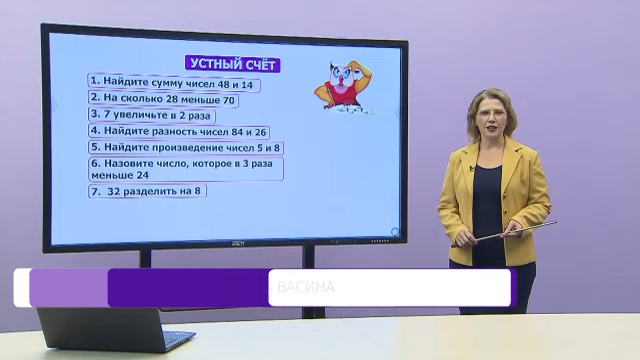 УСТНЫЙ СЧЁТ
1. Найдите сумму чисел 48 и 14
2. На сколько 28 меньше 70
3. 7 увеличьте в 2 раза
4. Найдите разность чисел 84 и 26
5. Найдите произведение чисел 5 и 8
6. Назовите число, которое в 3 раза
меньше 24
7. 32 разделить на 8
ВАСИНА